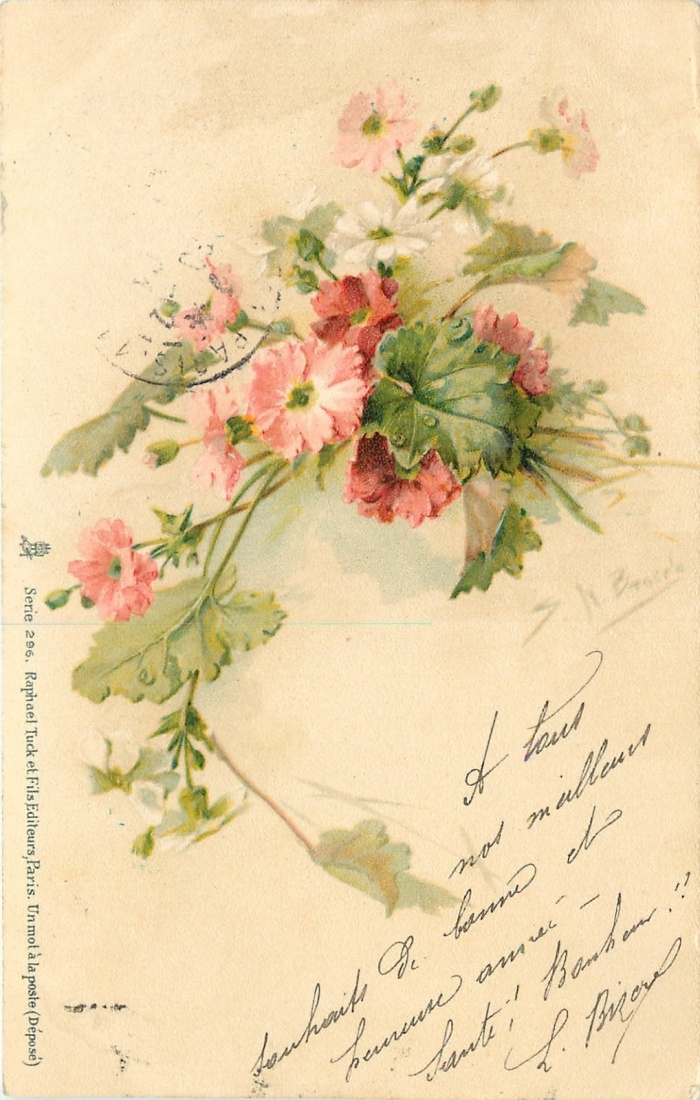 PARIS
Serie 296. Raphael Tuck et Fils Editeurs, Paris. Un mot à la poste (Déposé)
A tous
nos meilleurs
souhaits de bonne et
heureuse année —
Santé! Bonheur!!
L.